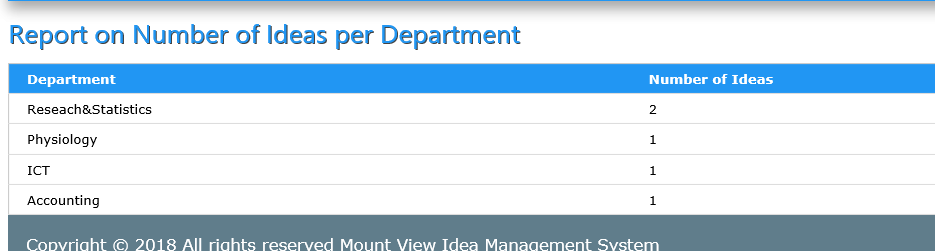 Report on Number of Ideas per Department
Department Number of Ideas
Reseach&Statistics 2
Physiology 1
ICT 1
Accounting 1
Copyright © 2018 All rights reserved Mount View Idea Management System